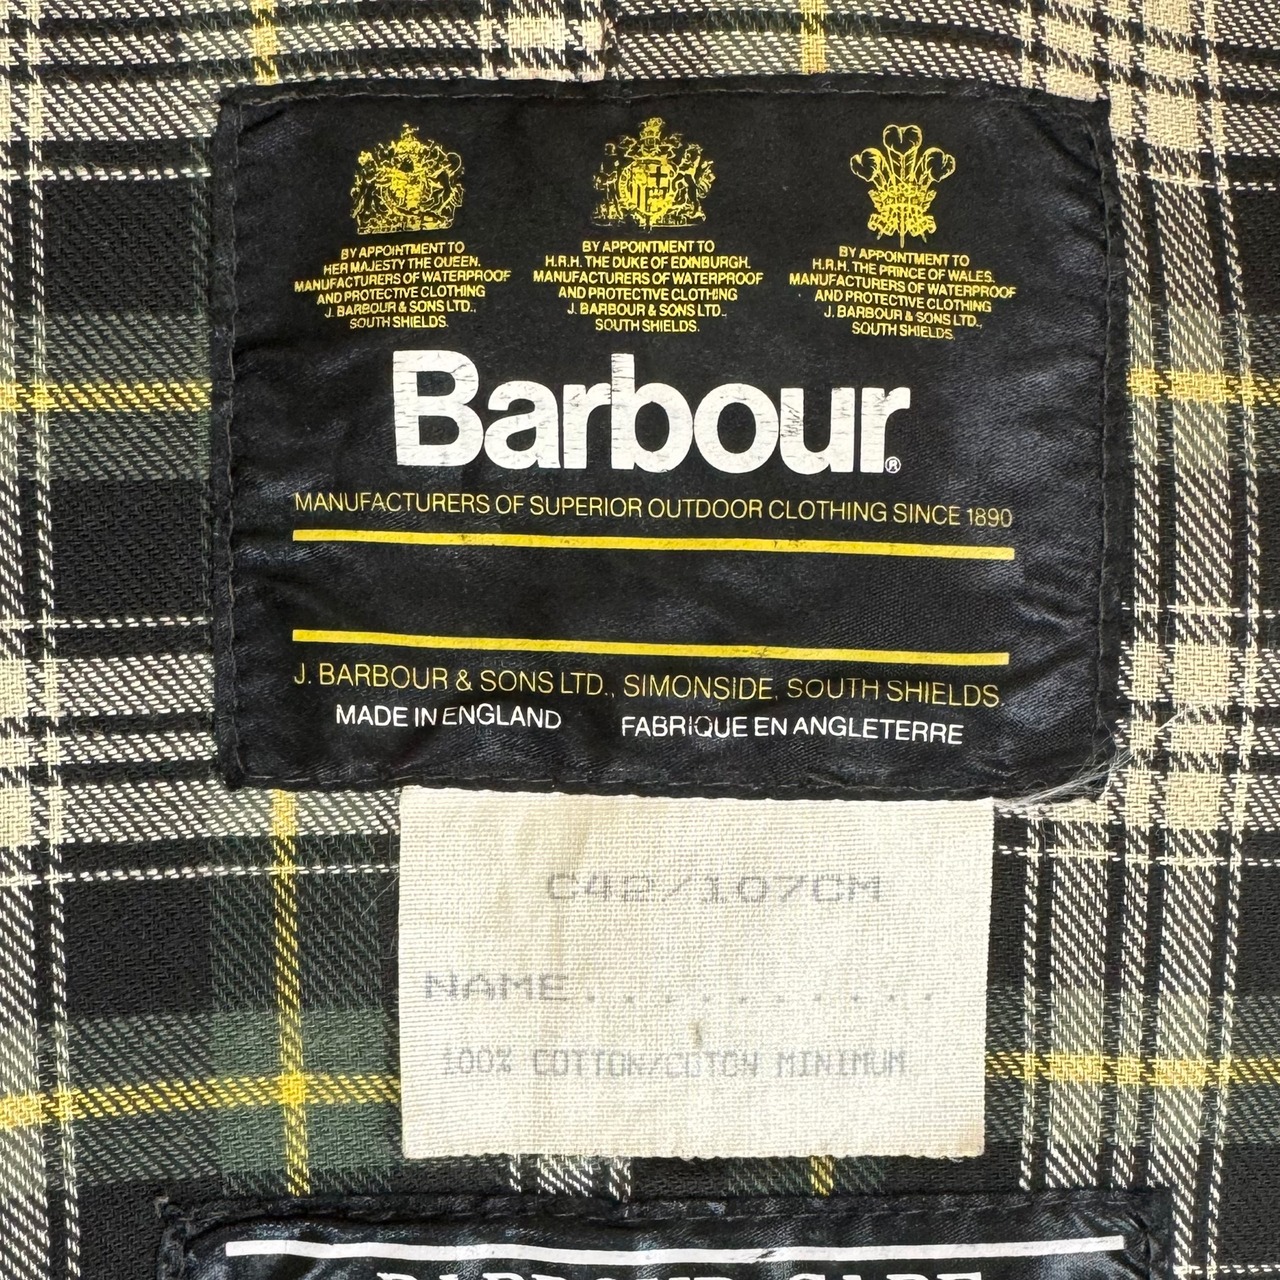 BY APPOINTMENT TO
HER MAJESTY THE QUEEN.
MANUFACTURERS OF WATERPROOF
AND PROTECTIVE CLOTHING
J. BARBOUR & SONS LTD.,
SOUTH SHIELDS.
BY APPOINTMENT TO
H.R.H. THE DUKE OF EDINBURGH.
MANUFACTURERS OF WATERPROOF
AND PROTECTIVE CLOTHING
J. BARBOUR & SONS LTD.,
SOUTH SHIELDS.
BY APPOINTMENT TO
H.R.H. THE PRINCE OF WALES.
MANUFACTURERS OF WATERPROOF
AND PROTECTIVE CLOTHING
J. BARBOUR & SONS LTD.,
SOUTH SHIELDS.
Barbour®
MANUFACTURERS OF SUPERIOR OUTDOOR CLOTHING SINCE 1890
J. BARBOUR & SONS LTD., SIMONSIDE, SOUTH SHIELDS.
MADE IN ENGLAND FABRIQUE EN ANGLETERRE
C42/107CM
NAME............
100% COTTON/COTON MINIMUM
BARBOUR CARE